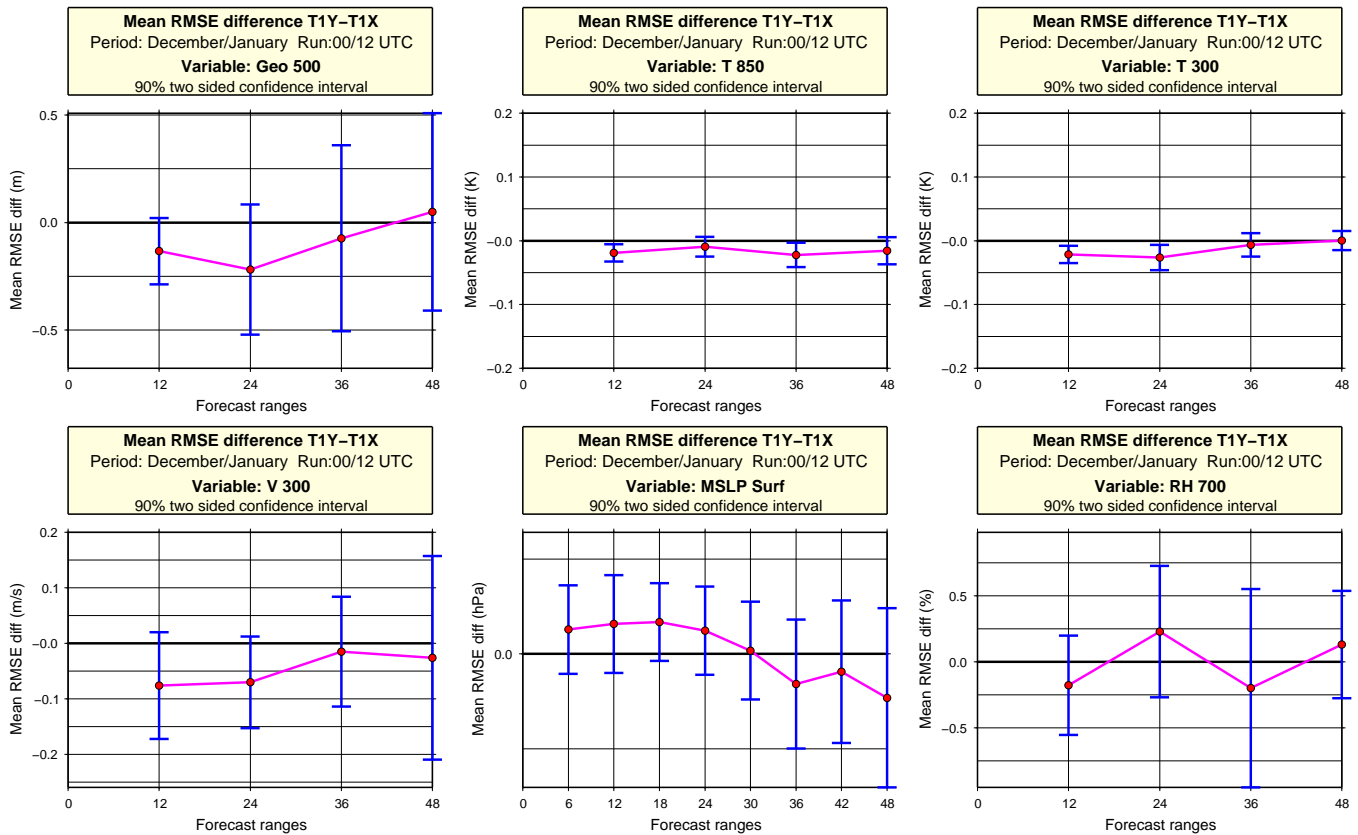 Mean RMSE difference T1Y−T1X
Period: December/January Run:00/12 UTC
Variable: Geo 500
90% two sided confidence interval
0.5
0.0
−0.5
Mean RMSE diff (m)
0 12 24 36 48
Forecast ranges
Mean RMSE difference T1Y−T1X
Period: December/January Run:00/12 UTC
Variable: T 850
90% two sided confidence interval
0.2
0.1
−0.0
−0.1
−0.2
Mean RMSE diff (K)
0 12 24 36 48
Forecast ranges
Mean RMSE difference T1Y−T1X
Period: December/January Run:00/12 UTC
Variable: T 300
90% two sided confidence interval
0.2
0.1
−0.0
−0.1
−0.2
Mean RMSE diff (K)
0 12 24 36 48
Forecast ranges
Mean RMSE difference T1Y−T1X
Period: December/January Run:00/12 UTC
Variable: V 300
90% two sided confidence interval
0.2
0.1
−0.0
−0.1
−0.2
Mean RMSE diff (m/s)
0 12 24 36 48
Forecast ranges
Mean RMSE difference T1Y−T1X
Period: December/January Run:00/12 UTC
Variable: MSLP Surf
90% two sided confidence interval
0.0
Mean RMSE diff (hPa)
0 6 12 18 24 30 36 42 48
Forecast ranges
Mean RMSE difference T1Y−T1X
Period: December/January Run:00/12 UTC
Variable: RH 700
90% two sided confidence interval
0.5
0.0
−0.5
Mean RMSE diff (%)
0 12 24 36 48
Forecast ranges